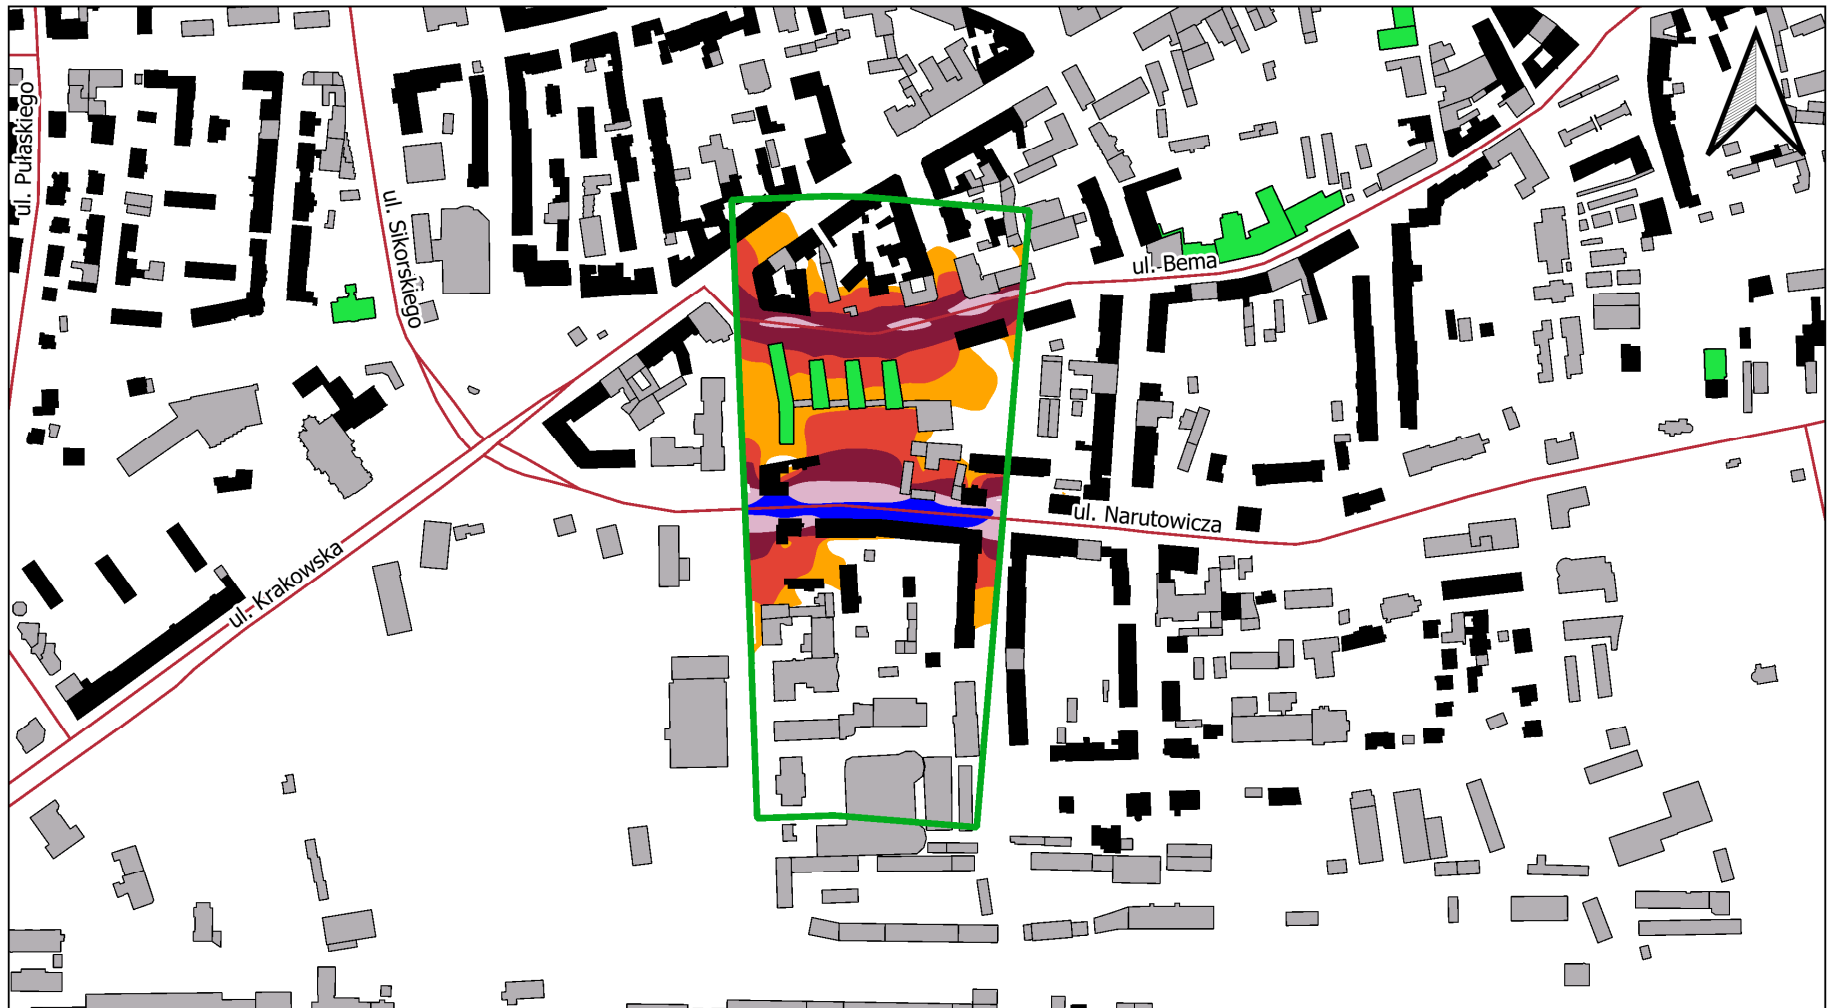 ul. Pułaskiego
ul. Sikorskiego
ul. Bema
ul. Narutowicza
ul. Krakowska